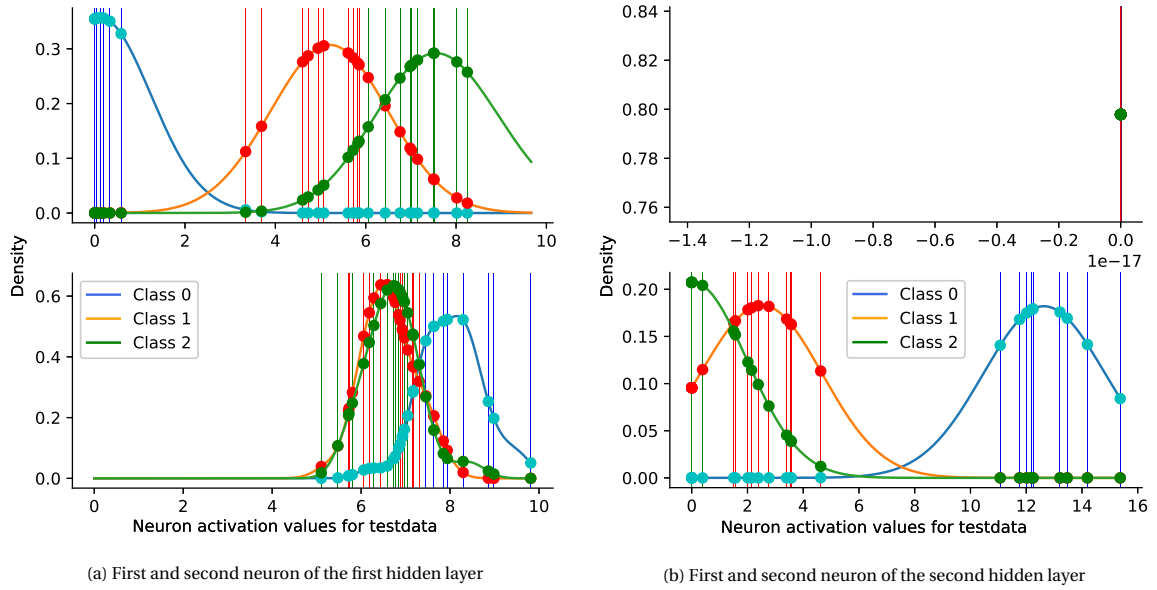 0.3
0.2
0.1
0.0
0 2 4 6 8 10
Density
0.6
0.4
0.2
0.0
Class 0
Class 1
Class 2
0 2 4 6 8 10
Neuron activation values for testdata
(a) First and second neuron of the first hidden layer
0.84
0.82
0.80
0.78
0.76
−1.4 −1.2 −1.0 −0.8 −0.6 −0.4 −0.2 0.0
1e−17
Density
0.20
0.15
0.10
0.05
0.00
Class 0
Class 1
Class 2
0 2 4 6 8 10 12 14 16
Neuron activation values for testdata
(b) First and second neuron of the second hidden layer